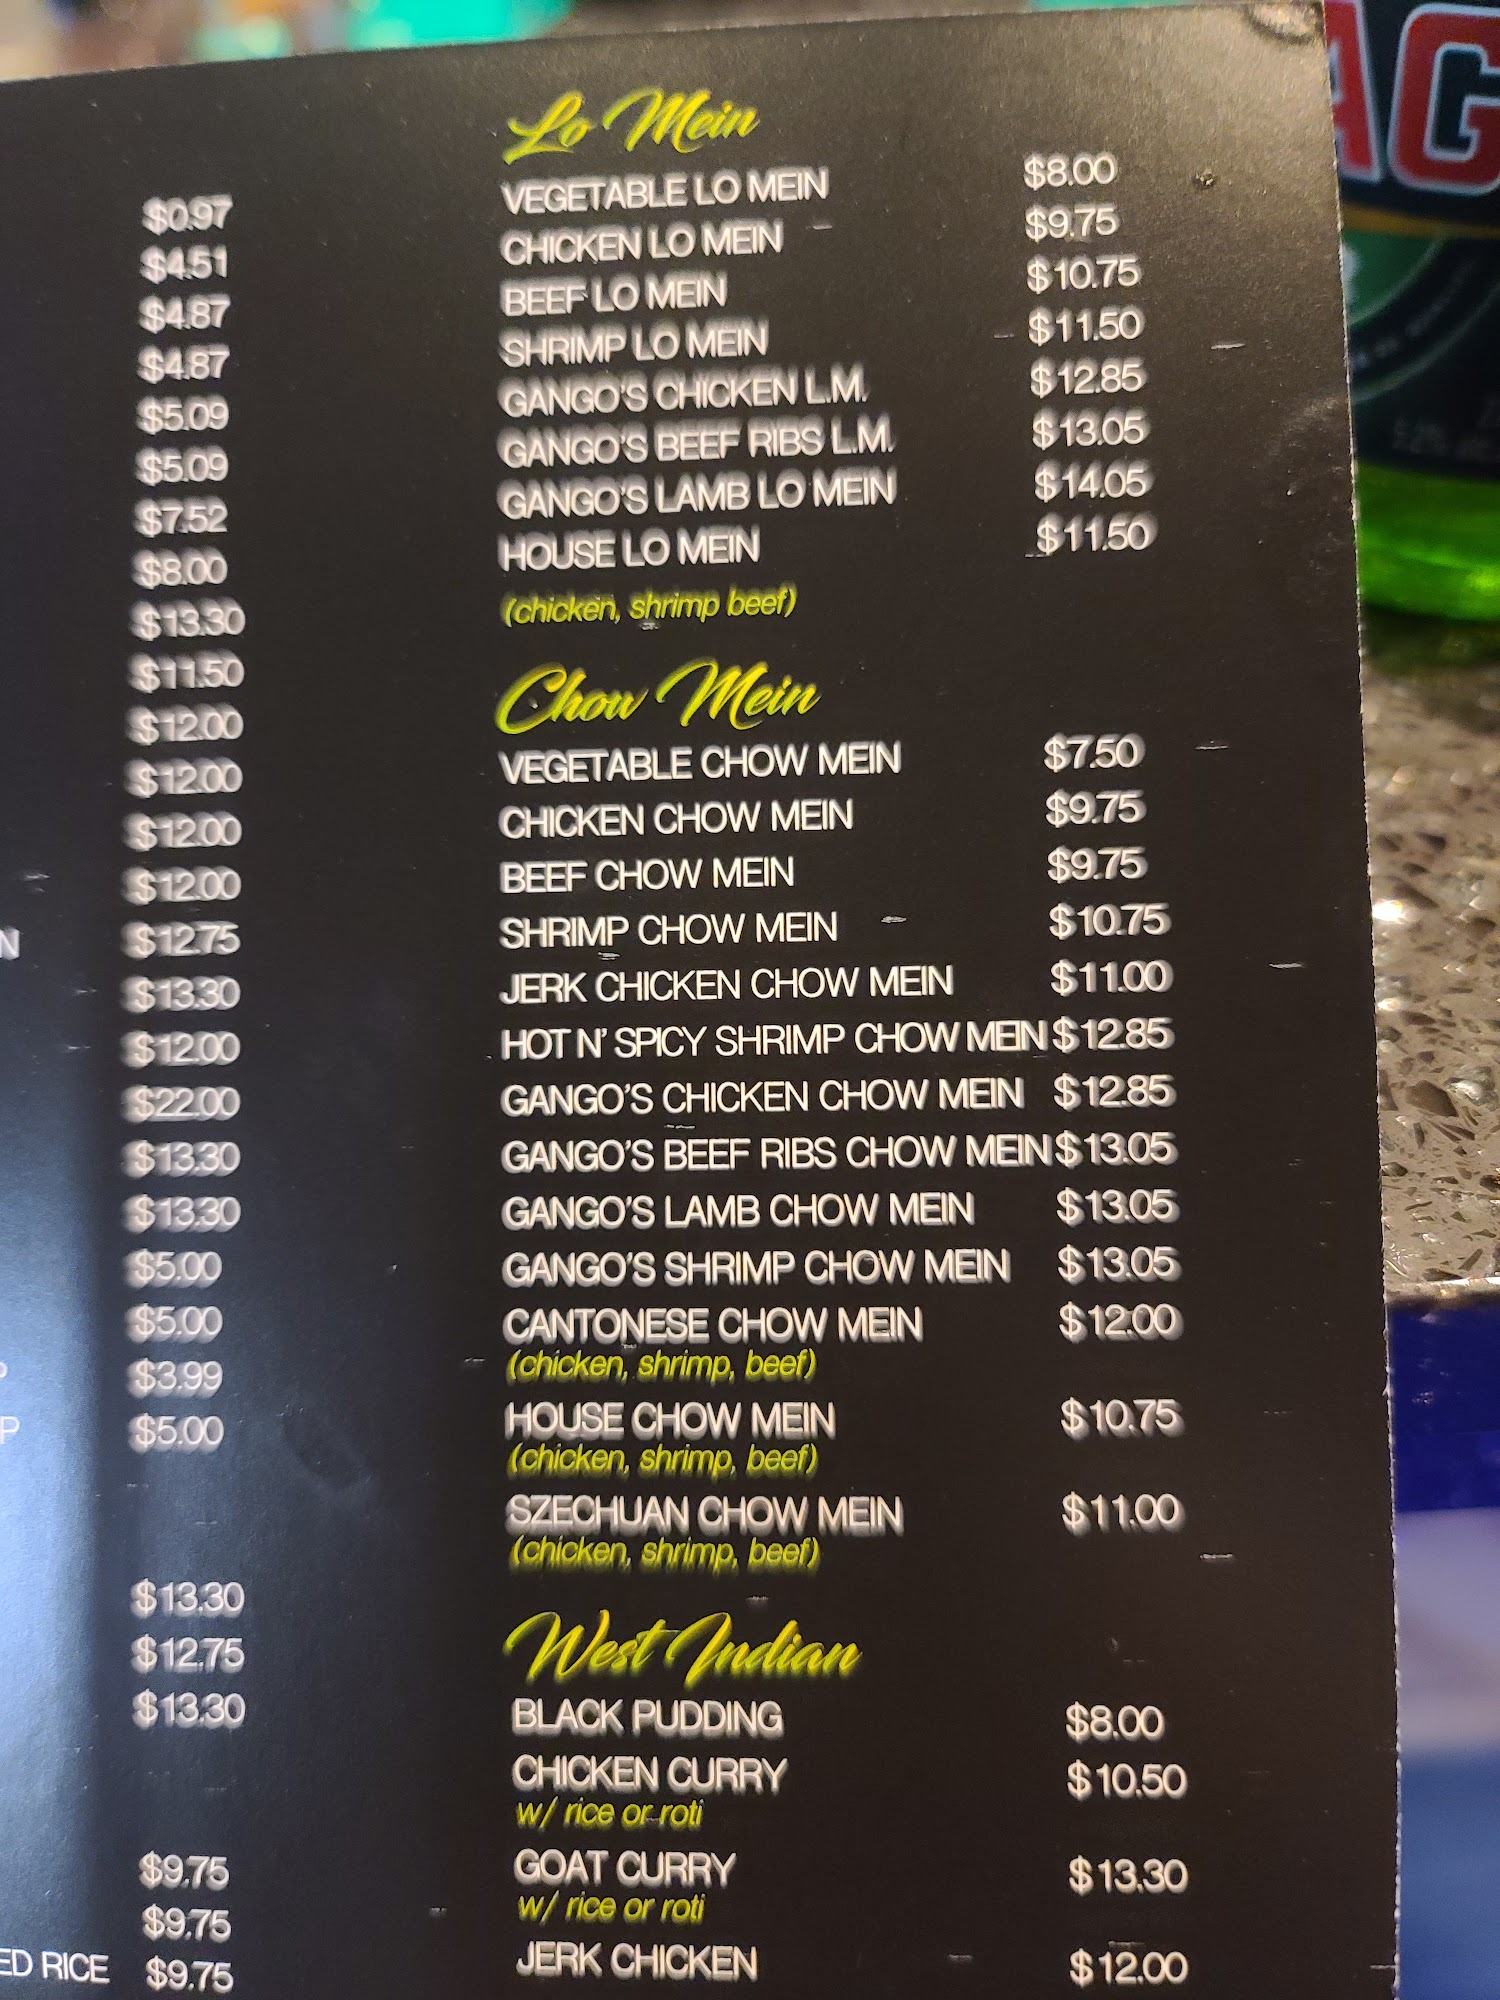 $0.97
$4.51
$4.87
$4.87
$5.09
$5.09
$7.52
$8.00
$13.30
$11.50
$12.00
$12.00
$12.00
$12.00
N $12.75
$13.30
$12.00
$22.00
$13.30
$13.30
$5.00
$5.00
P $3.99
P $5.00
$13.30
$12.75
$13.30
$9.75
$9.75
ED RICE $9.75
Lo Mein
VEGETABLE LO MEIN $8.00
CHICKEN LO MEIN $9.75
BEEF LO MEIN $10.75
SHRIMP LO MEIN $11.50
GANGO'S CHICKEN L.M. $12.85
GANGO'S BEEF RIBS L.M. $13.05
GANGO'S LAMB LO MEIN $14.05
HOUSE LO MEIN $11.50
(chicken, shrimp beef)
Chow Mein
VEGETABLE CHOW MEIN $7.50
CHICKEN CHOW MEIN $9.75
BEEF CHOW MEIN $9.75
SHRIMP CHOW MEIN $10.75
JERK CHICKEN CHOW MEIN $11.00
HOT N' SPICY SHRIMP CHOW MEIN $12.85
GANGO'S CHICKEN CHOW MEIN $12.85
GANGO'S BEEF RIBS CHOW MEIN $13.05
GANGO'S LAMB CHOW MEIN $13.05
GANGO'S SHRIMP CHOW MEIN $13.05
CANTONESE CHOW MEIN $12.00
(chicken, shrimp, beef)
HOUSE CHOW MEIN $10.75
(chicken, shrimp, beef)
SZECHUAN CHOW MEIN $11.00
(chicken, shrimp, beef)
West Indian
BLACK PUDDING $8.00
CHICKEN CURRY $10.50
w/ rice or roti
GOAT CURRY $13.30
w/ rice or roti
JERK CHICKEN $12.00
AG